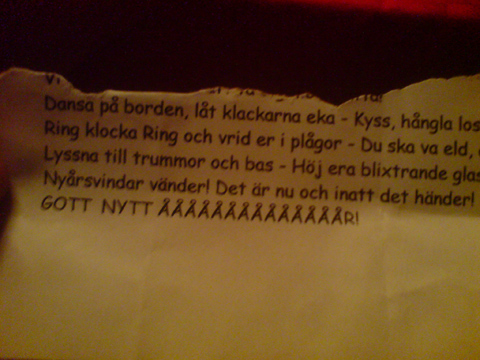 Dansa på borden, låt klackarna eka - Kyss, hångla
Ring klocka Ring och vrid er i plågor - Du ska va eld,
Lyssna till trummor och bas - Höj era blixtrande
Nyårsvindar vänder! Det är nu och inatt det händer!
GOTT NYTT ÅÅÅÅÅÅÅÅÅÅÅÅÅÅR!